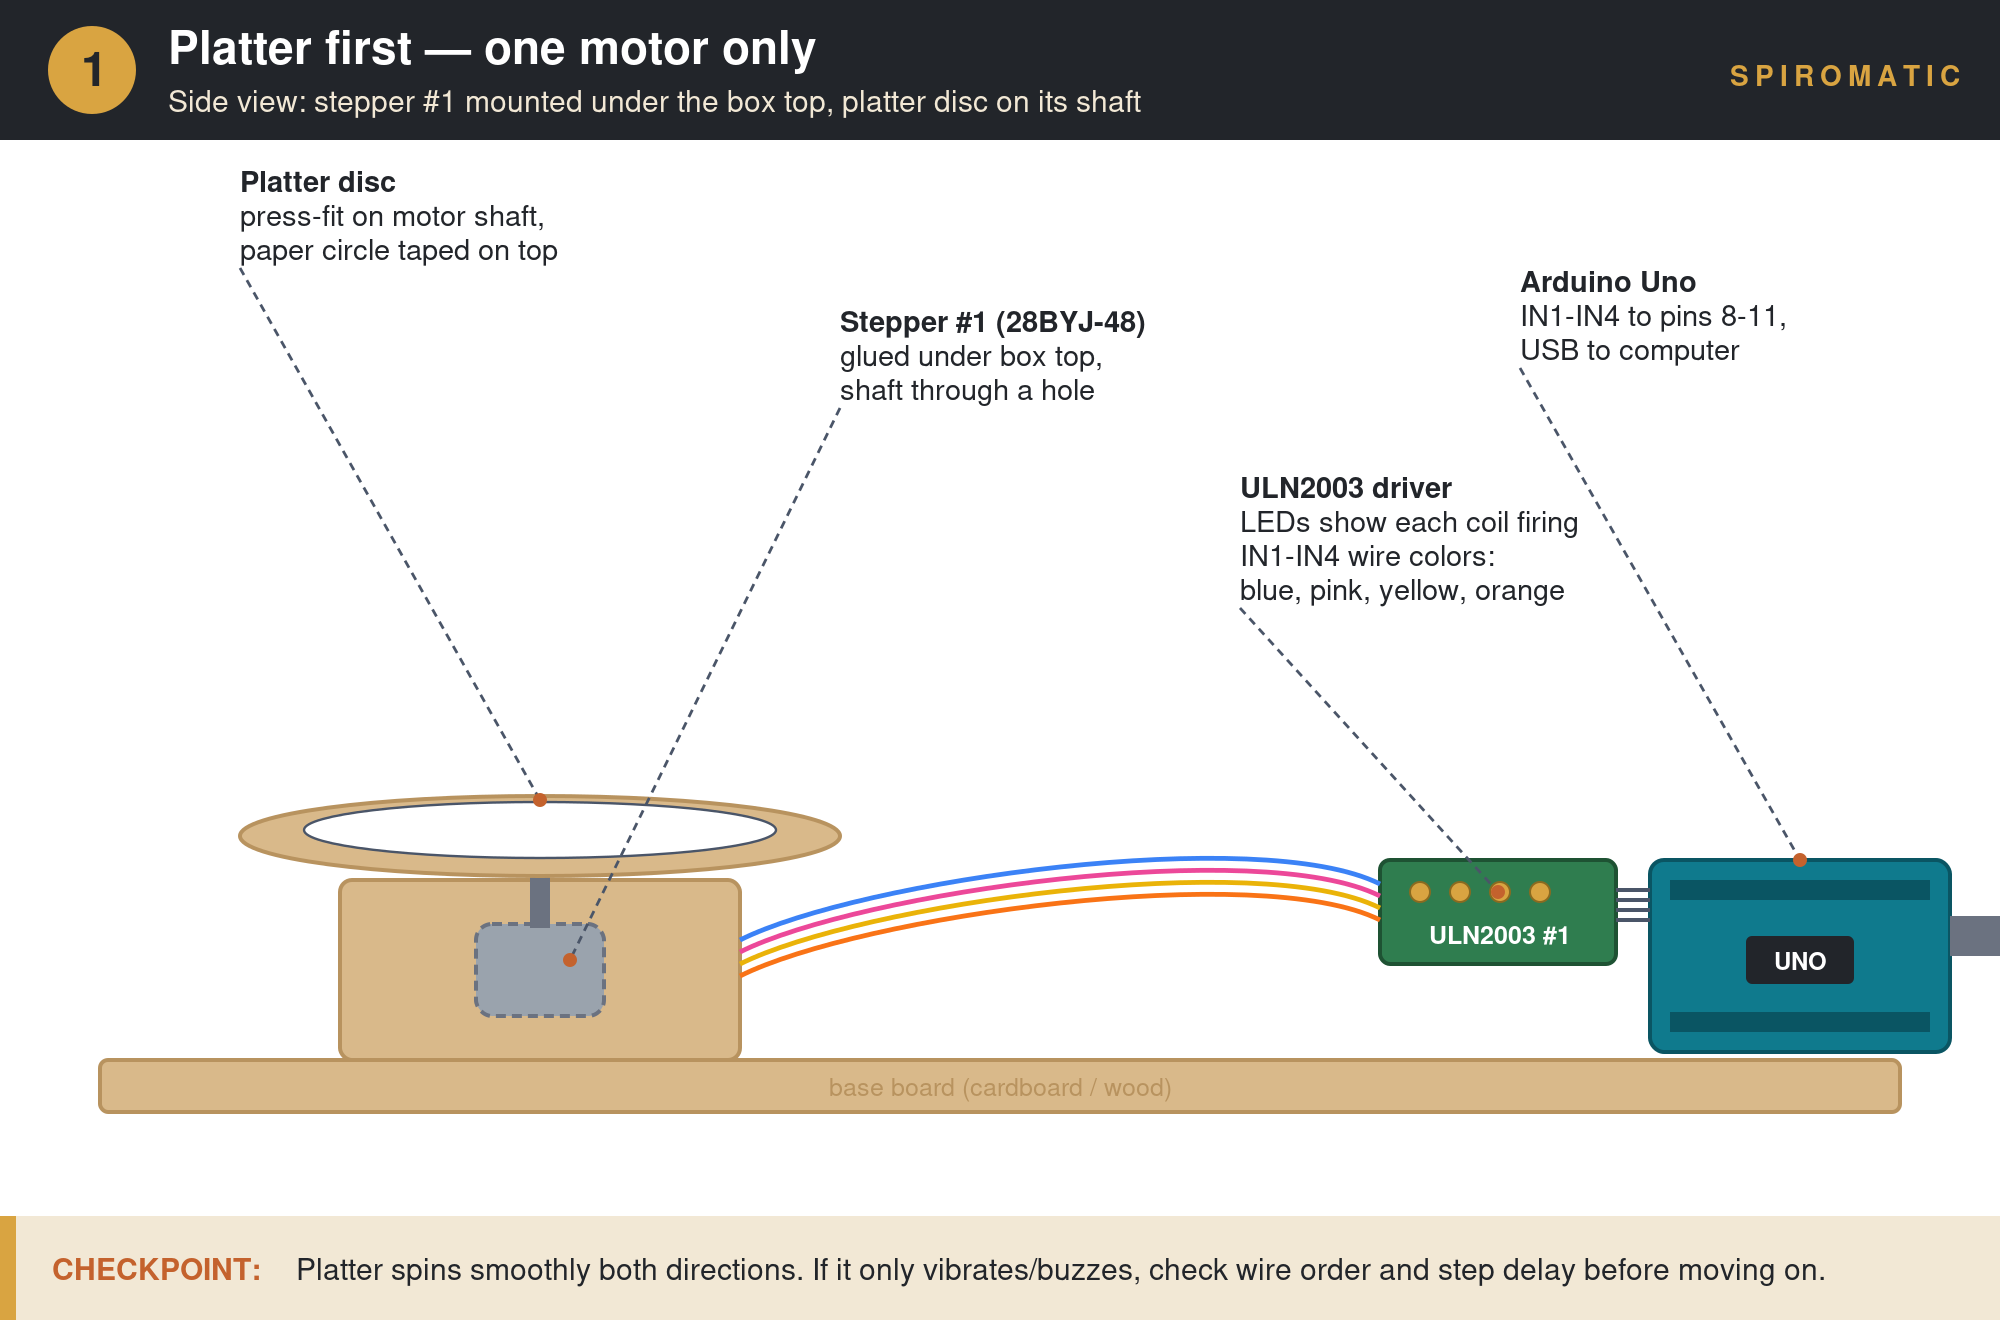 1
Platter first — one motor only
Side view: stepper #1 mounted under the box top, platter disc on its shaft
SPIROMATIC
Platter disc
press-fit on motor shaft,
paper circle taped on top
Stepper #1 (28BYJ-48)
glued under box top,
shaft through a hole
Arduino Uno
IN1-IN4 to pins 8-11,
USB to computer
ULN2003 driver
LEDs show each coil firing
IN1-IN4 wire colors:
blue, pink, yellow, orange
ULN2003 #1
UNO
base board (cardboard / wood)
CHECKPOINT: Platter spins smoothly both directions. If it only vibrates/buzzes, check wire order and step delay before moving on.